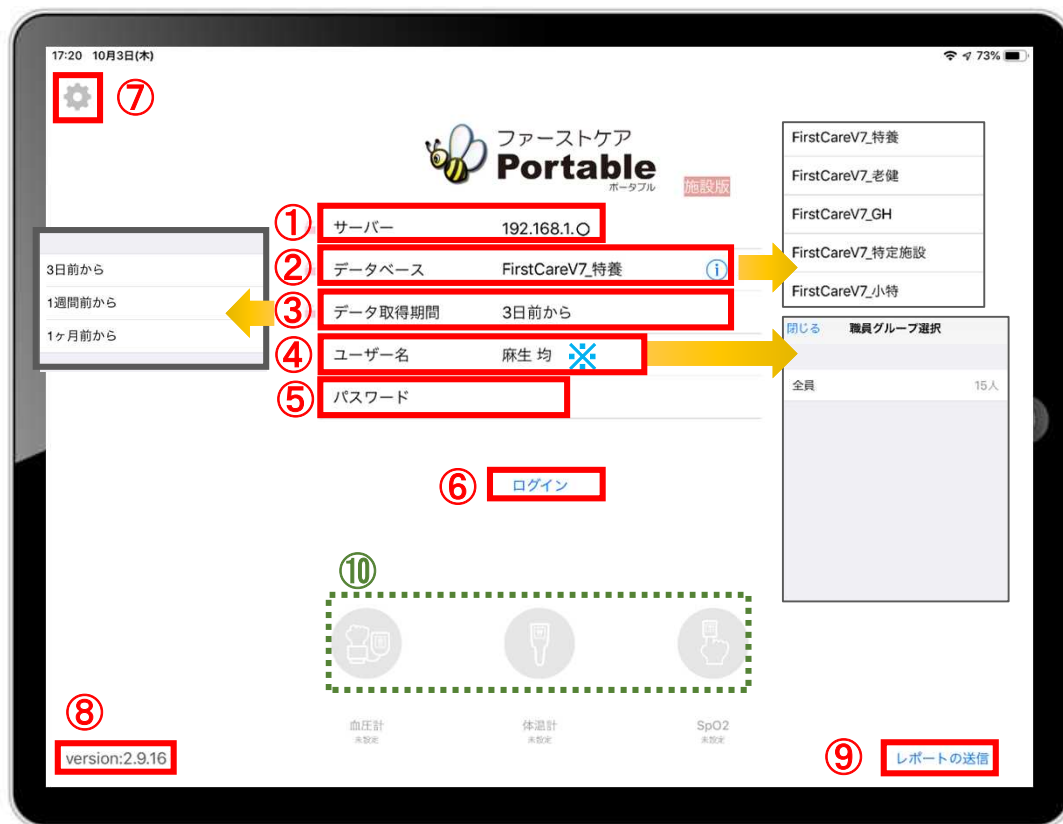 17:20 10月3日(木)
73%
⑦
ファーストケア
Portable
ポータブル
施設版
① サーバー 192.168.1.○
② データベース FirstCareV7_特養
③ データ取得期間 3日前から
④ ユーザー名 麻生 均 ※
⑤ パスワード
3日前から
1週間前から
1ヶ月前から
FirstCareV7_特養
FirstCareV7_老健
FirstCareV7_GH
FirstCareV7_特定施設
FirstCareV7_小特
閉じる 職員グループ選択
全員 15人
⑥ ログイン
⑩
血圧計 体温計 SpO2
未設定 未設定 未設定
⑧
version:2.9.16
⑨ レポートの送信